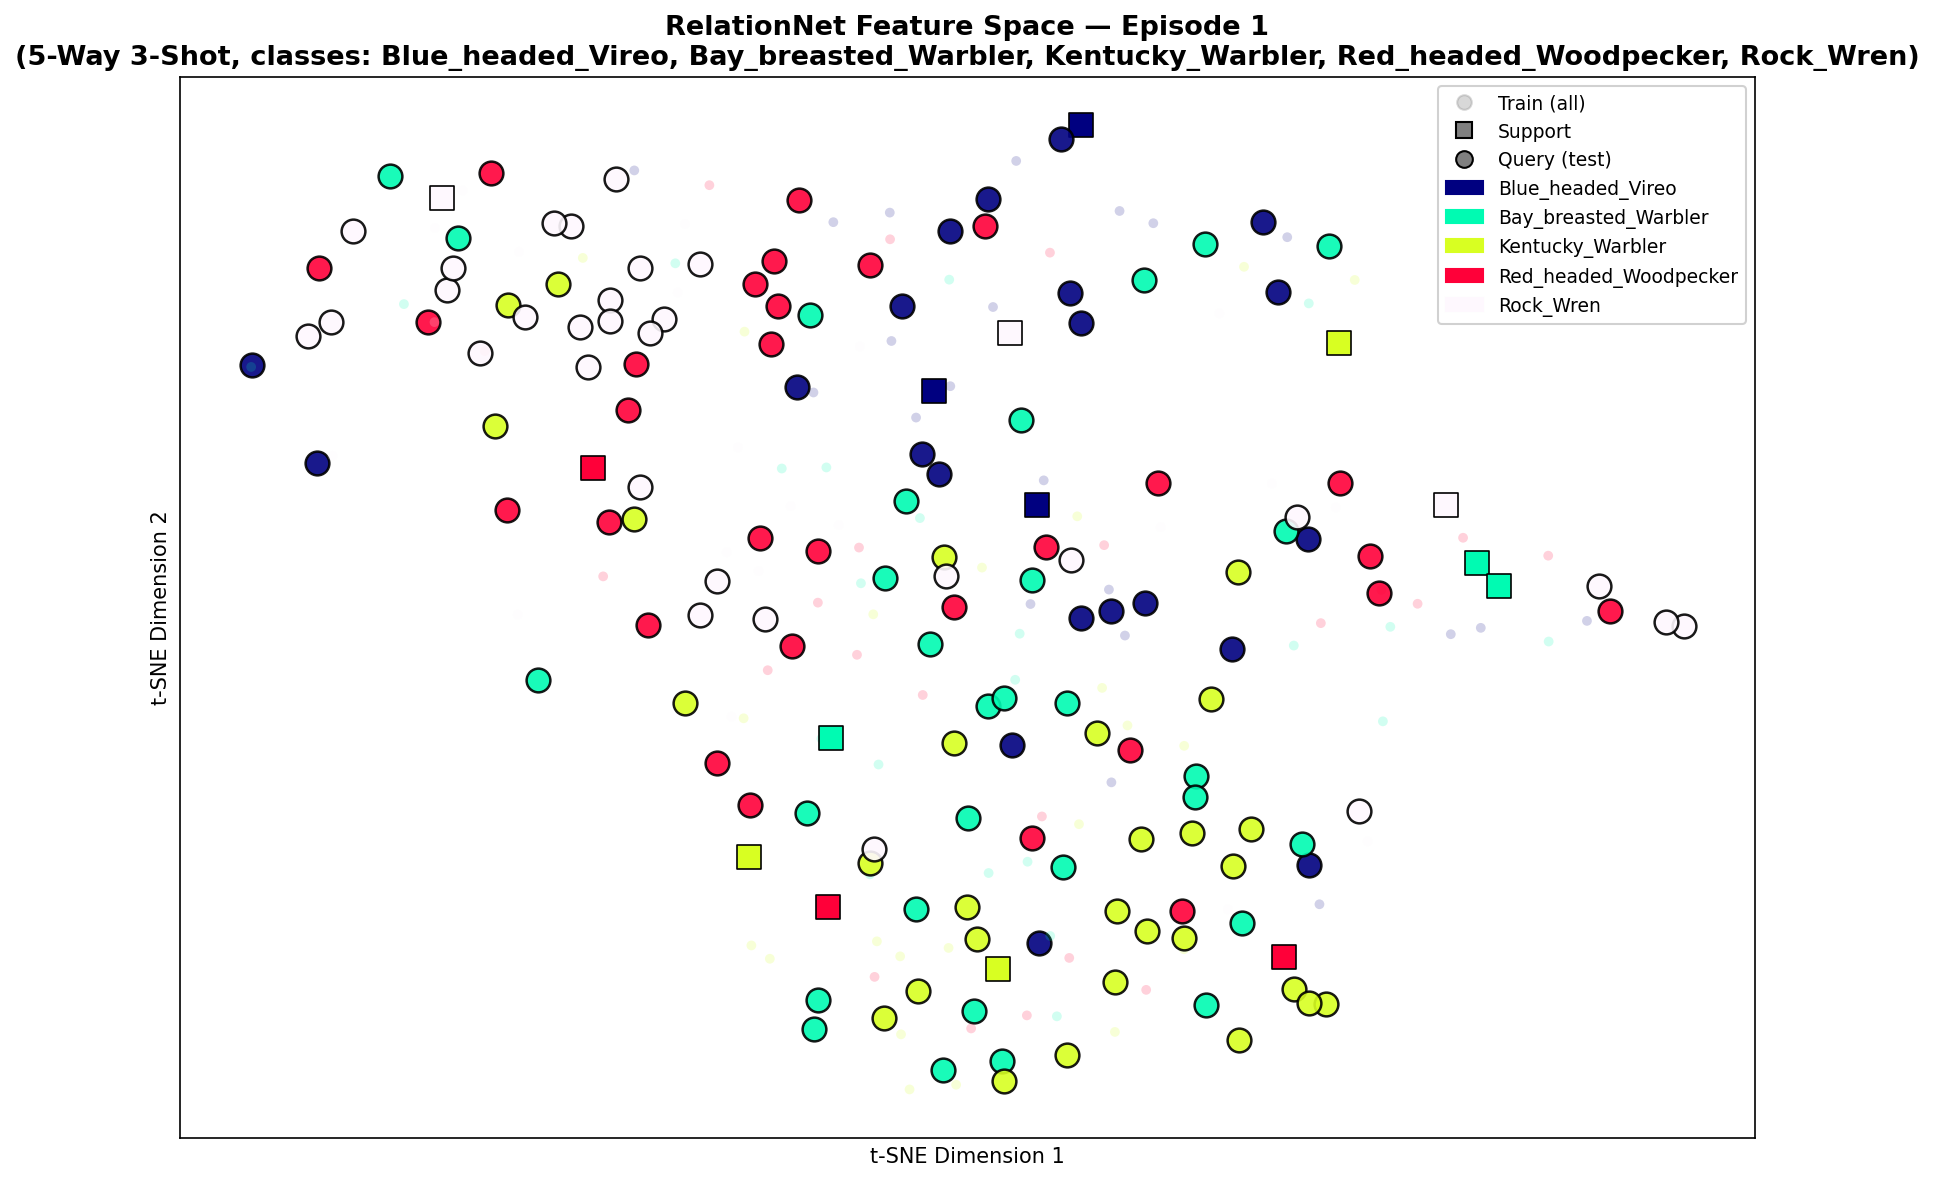 RelationNet Feature Space — Episode 1
(5-Way 3-Shot, classes: Blue_headed_Vireo, Bay_breasted_Warbler, Kentucky_Warbler, Red_headed_Woodpecker, Rock_Wren)
Train (all)
Support
Query (test)
Blue_headed_Vireo
Bay_breasted_Warbler
Kentucky_Warbler
Red_headed_Woodpecker
Rock_Wren
t-SNE Dimension 2
t-SNE Dimension 1